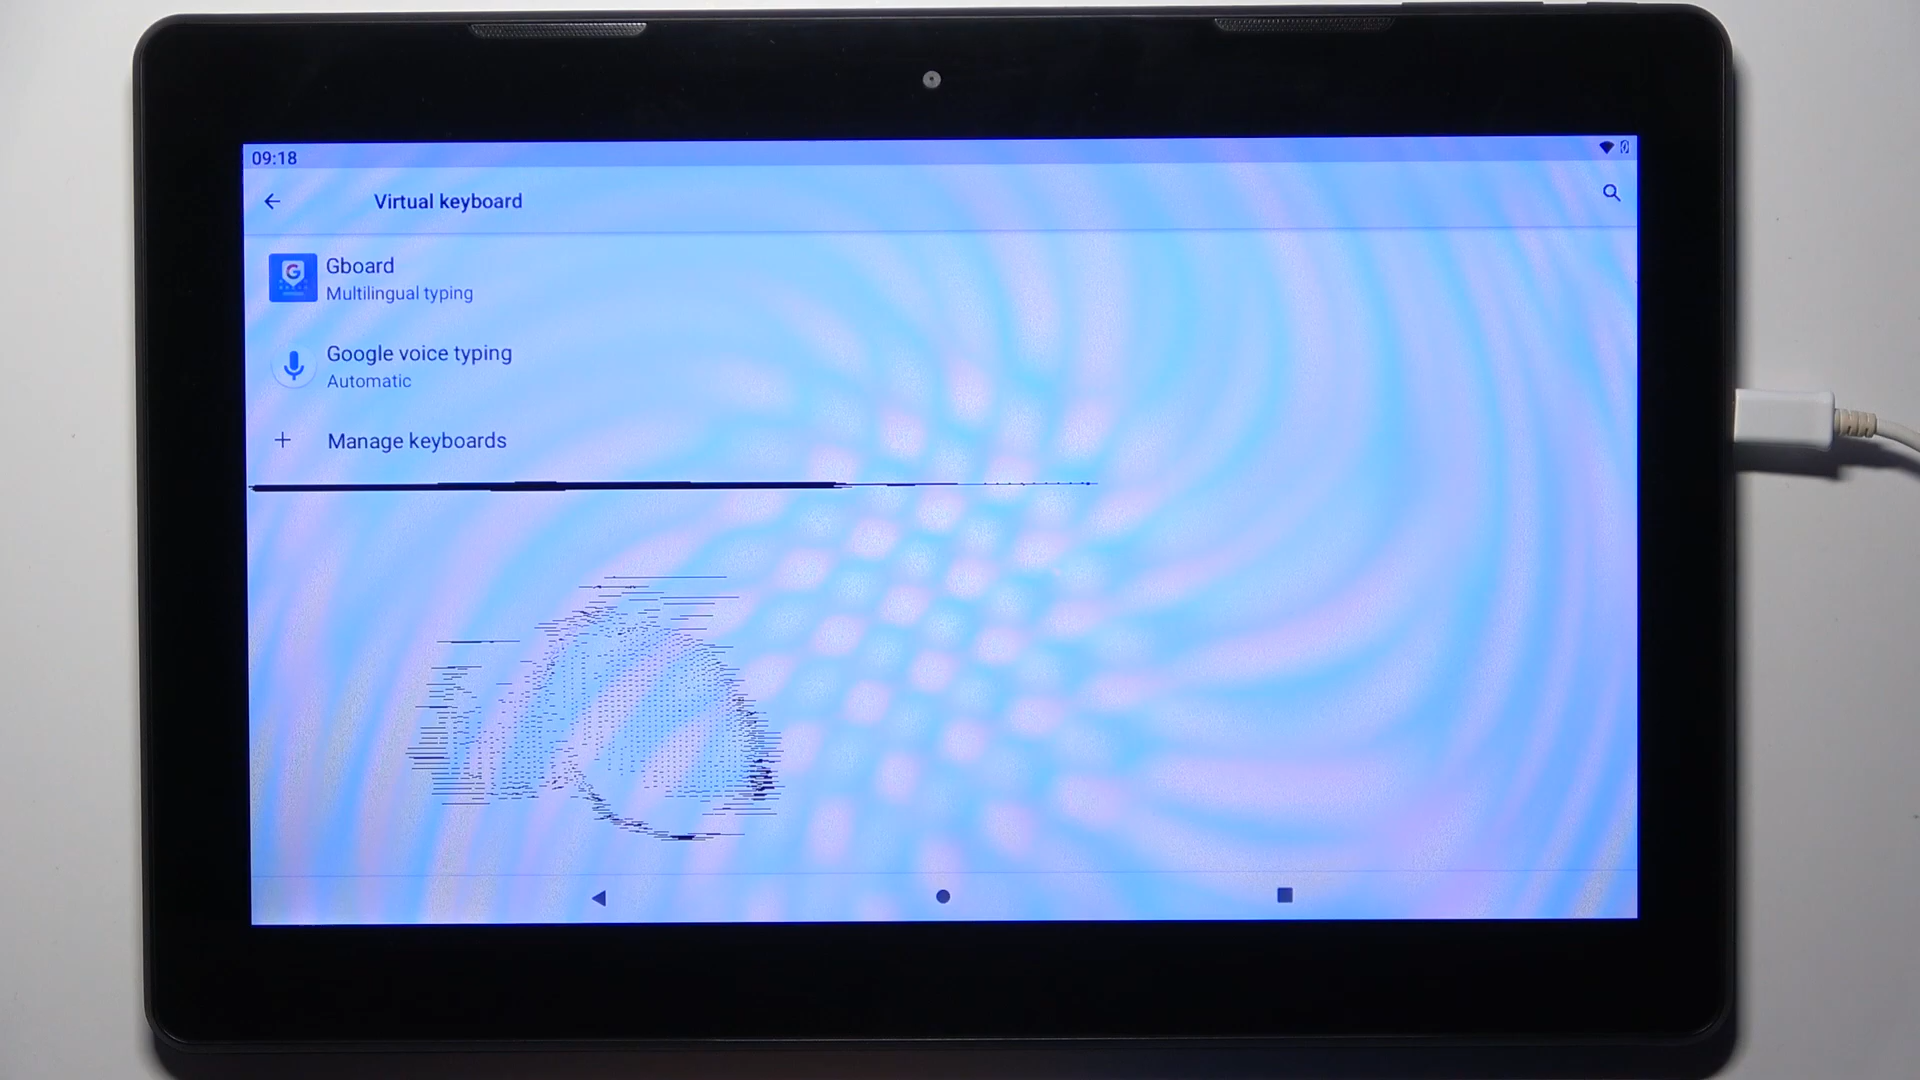 09:18
Virtual keyboard
Gboard
Multilingual typing
Google voice typing
Automatic
Manage keyboards